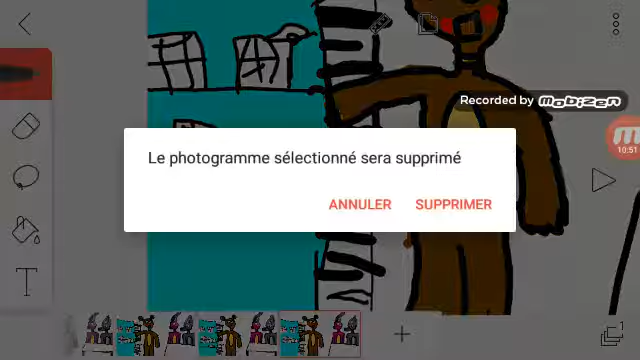 Recorded by MOBIZEN
M
10:51
Le photogramme sélectionné sera supprimé
ANNULER SUPPRIMER
T